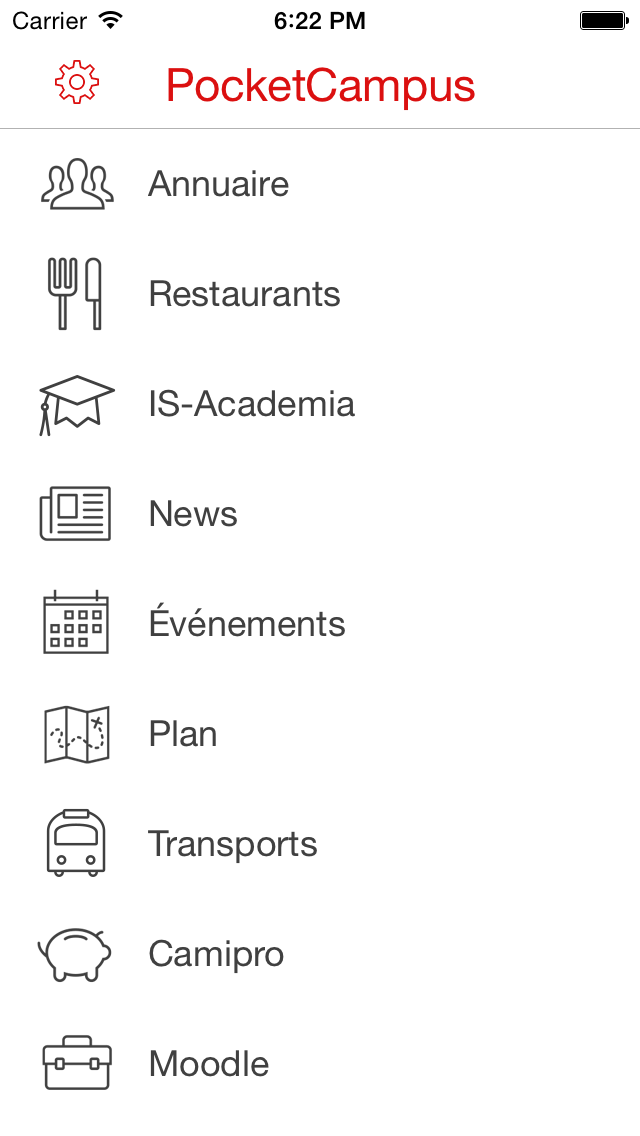 Carrier 6:22 PM
PocketCampus
Annuaire
Restaurants
IS-Academia
News
Événements
Plan
Transports
Camipro
Moodle